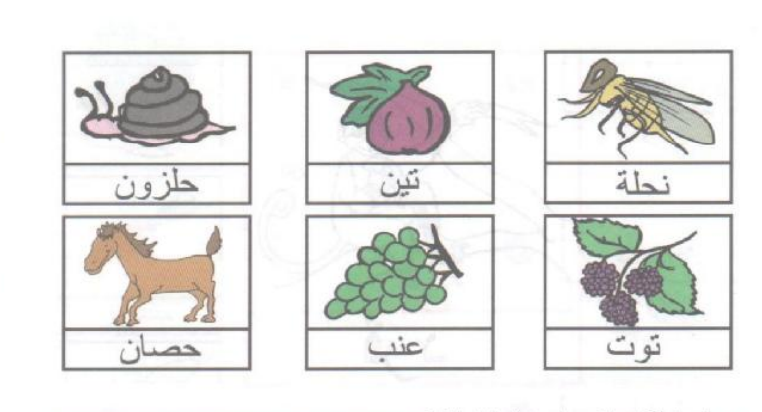 نحلة
تين
حلزون
توت
عنب
حصان